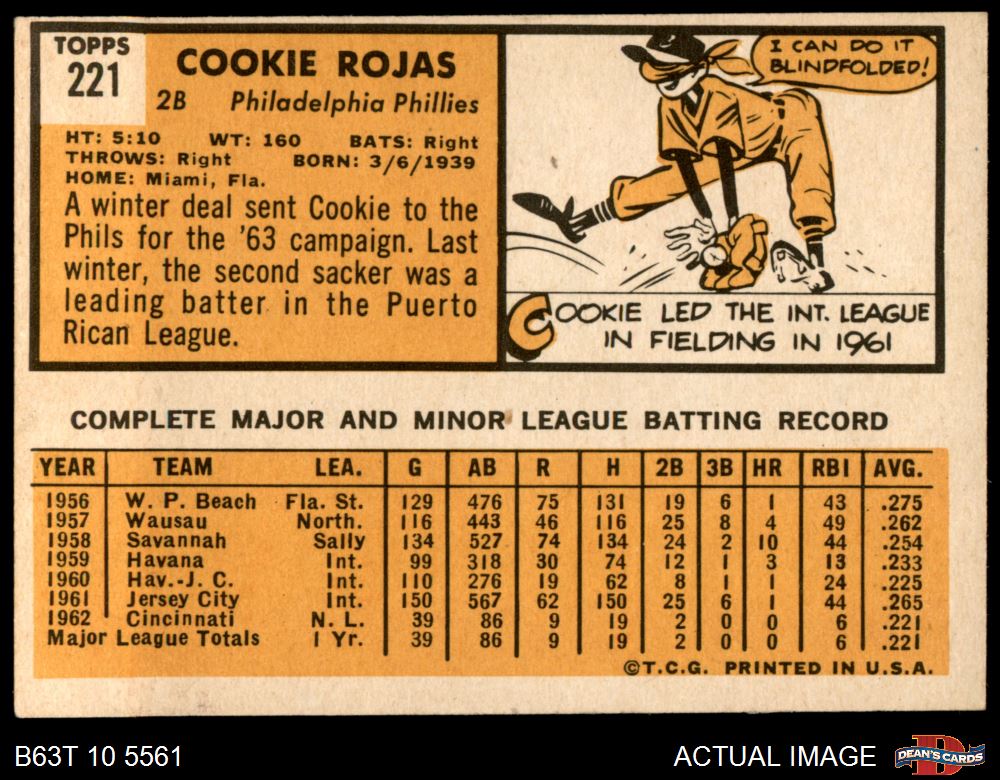 TOPPS
221
COOKIE ROJAS
2B Philadelphia Phillies
HT: 5:10 WT: 160 BATS: Right
THROWS: Right BORN: 3/6/1939
HOME: Miami, Fla.
A winter deal sent Cookie to the
Phils for the '63 campaign. Last
winter, the second sacker was a
leading batter in the Puerto
Rican League.
I CAN DO IT
BLINDFOLDED!
COOKIE LED THE INT. LEAGUE
IN FIELDING IN 1961
COMPLETE MAJOR AND MINOR LEAGUE BATTING RECORD
YEAR TEAM LEA. G AB R H 2B 3B HR RBI AVG.
1956 W. P. Beach Fla. St. 129 476 75 131 19 6 1 43 .275
1957 Wausau North. 116 443 46 116 25 8 4 49 .262
1958 Savannah Sally 134 527 74 134 24 2 10 44 .254
1959 Havana Int. 99 318 30 74 12 1 3 13 .233
1960 Hav.-J. C. Int. 110 276 19 62 8 1 1 24 .225
1961 Jersey City Int. 150 567 62 150 25 6 1 44 .265
1962 Cincinnati N. L. 39 86 9 19 2 0 0 6 .221
Major League Totals 1 Yr. 39 86 9 19 2 0 0 6 .221
©T.C.G. PRINTED IN U.S.A.
B63T 10 5561
ACTUAL IMAGE
DEAN'S CARDS